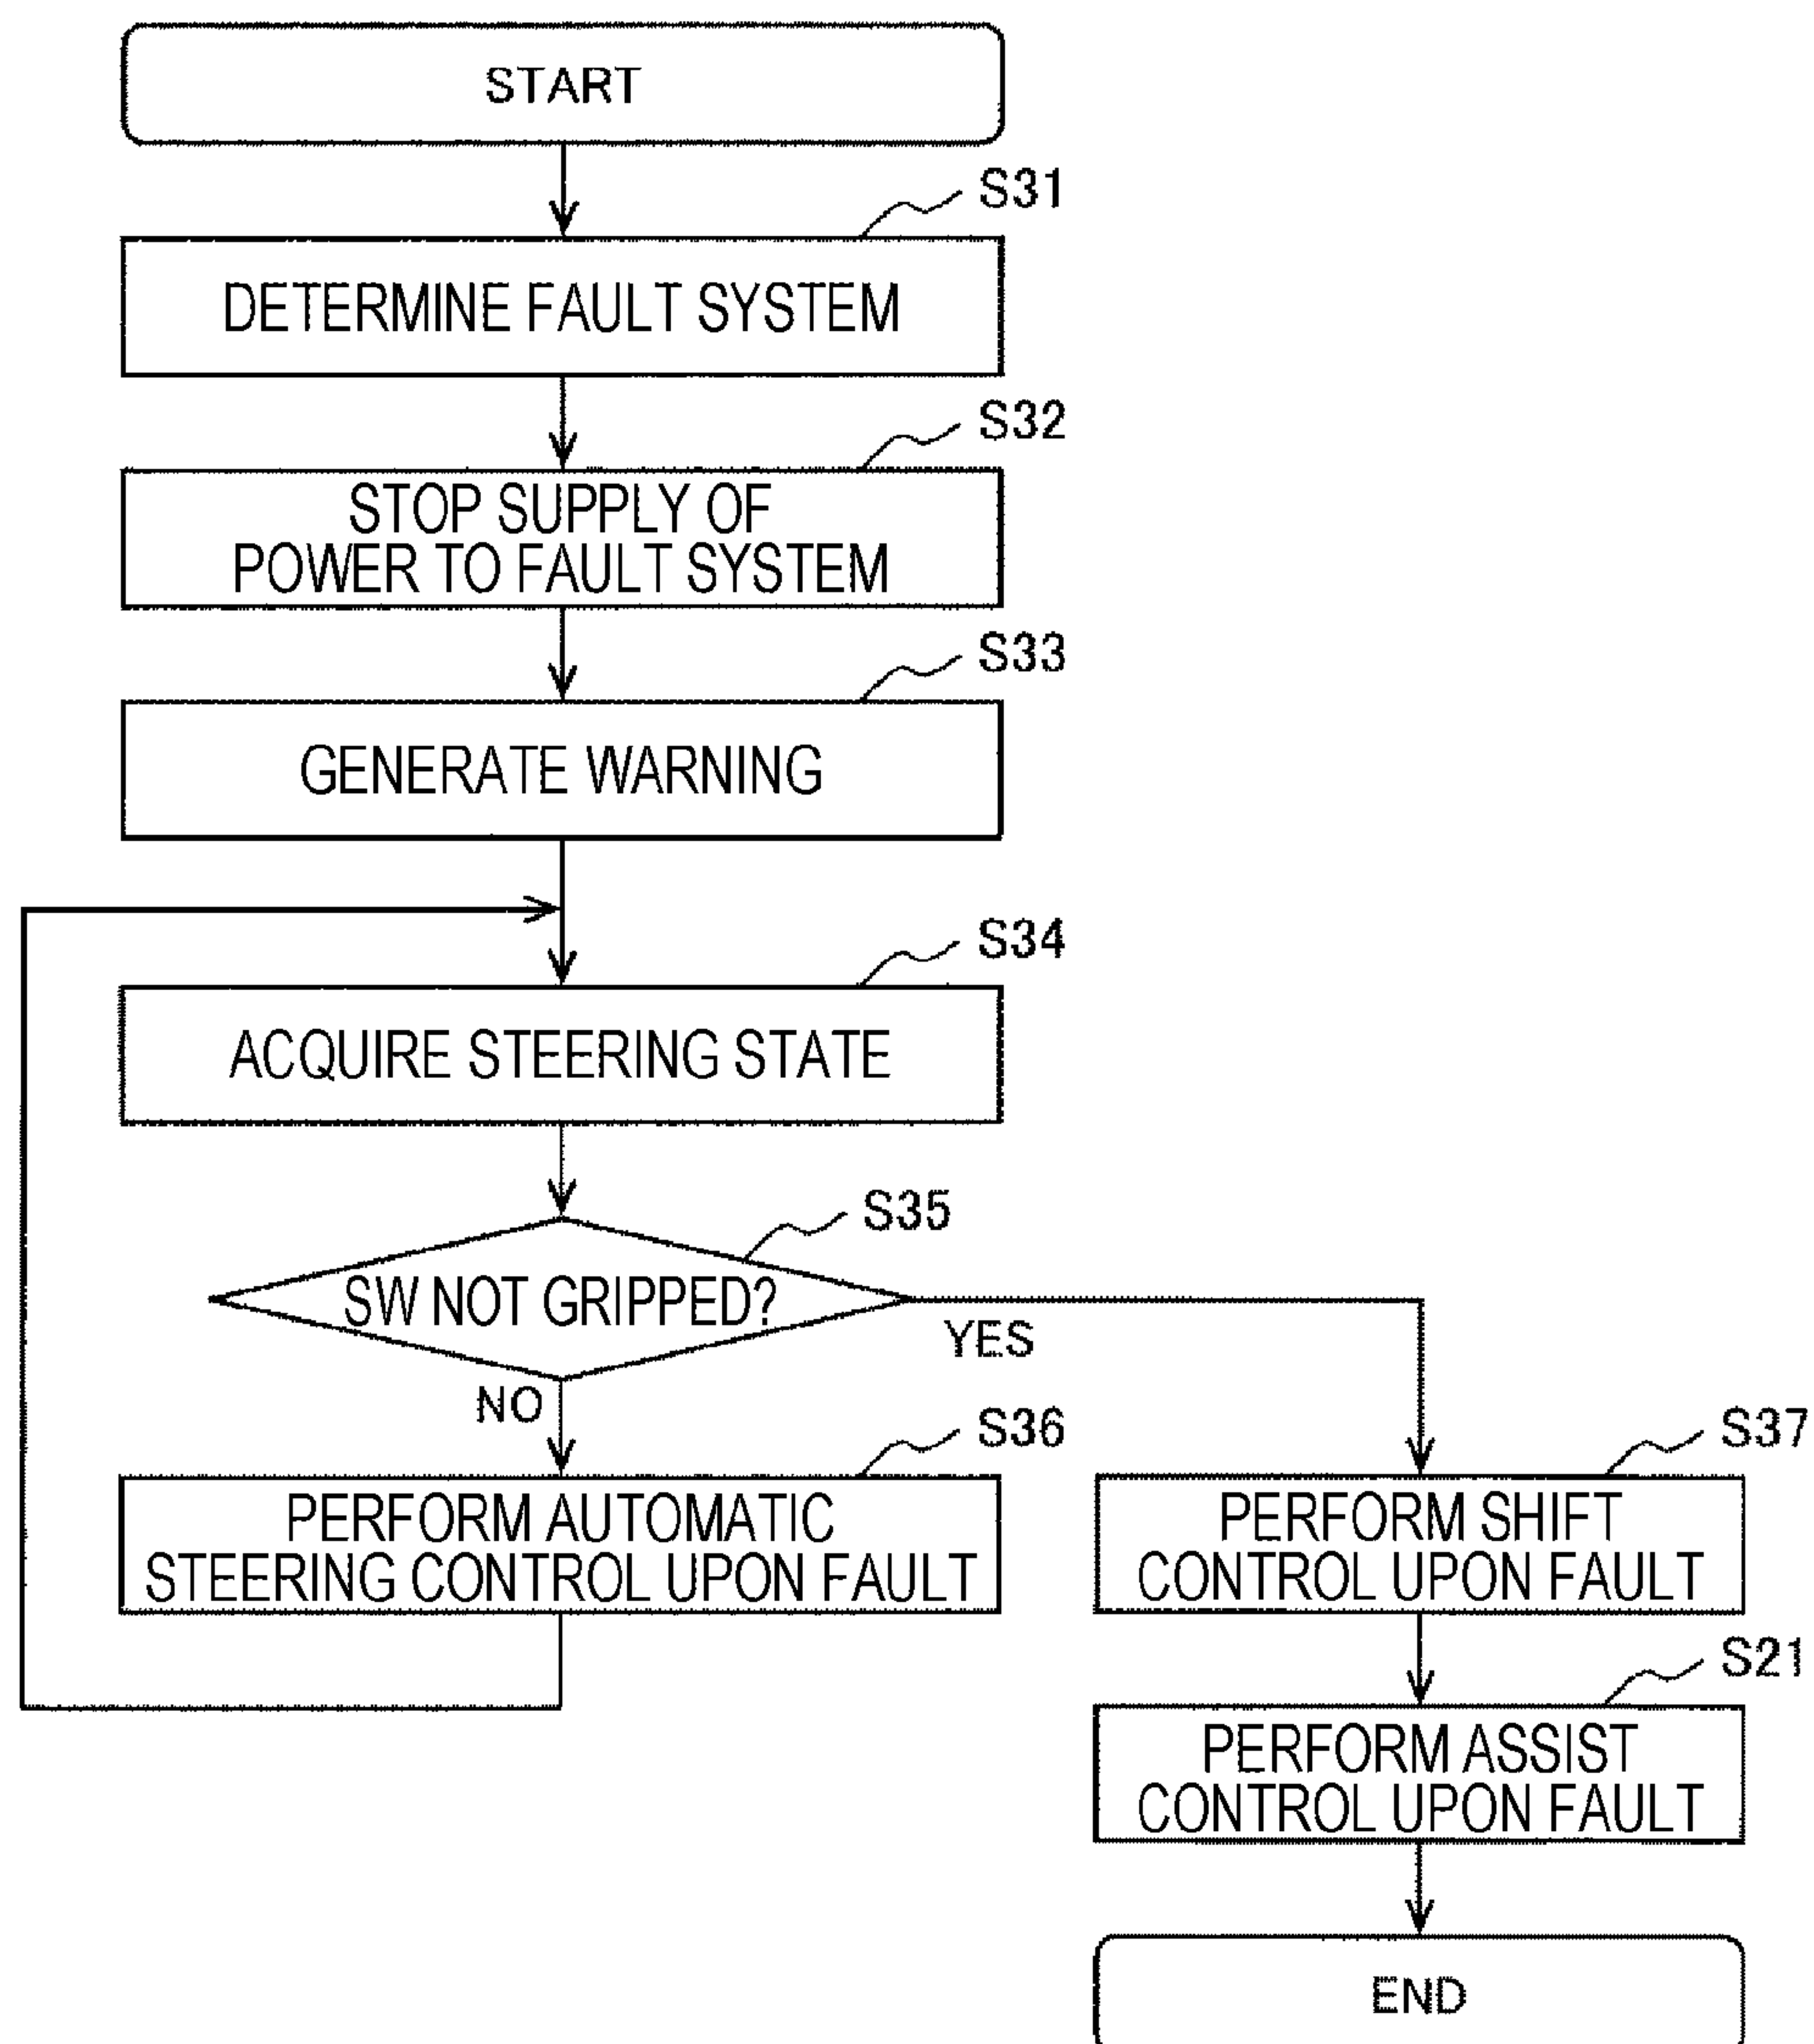 START
S31
DETERMINE FAULT SYSTEM
S32
STOP SUPPLY OF
POWER TO FAULT SYSTEM
S33
GENERATE WARNING
S34
ACQUIRE STEERING STATE
S35
SW NOT GRIPPED?
YES
NO
S36
PERFORM AUTOMATIC
STEERING CONTROL UPON FAULT
S37
PERFORM SHIFT
CONTROL UPON FAULT
S21
PERFORM ASSIST
CONTROL UPON FAULT
END